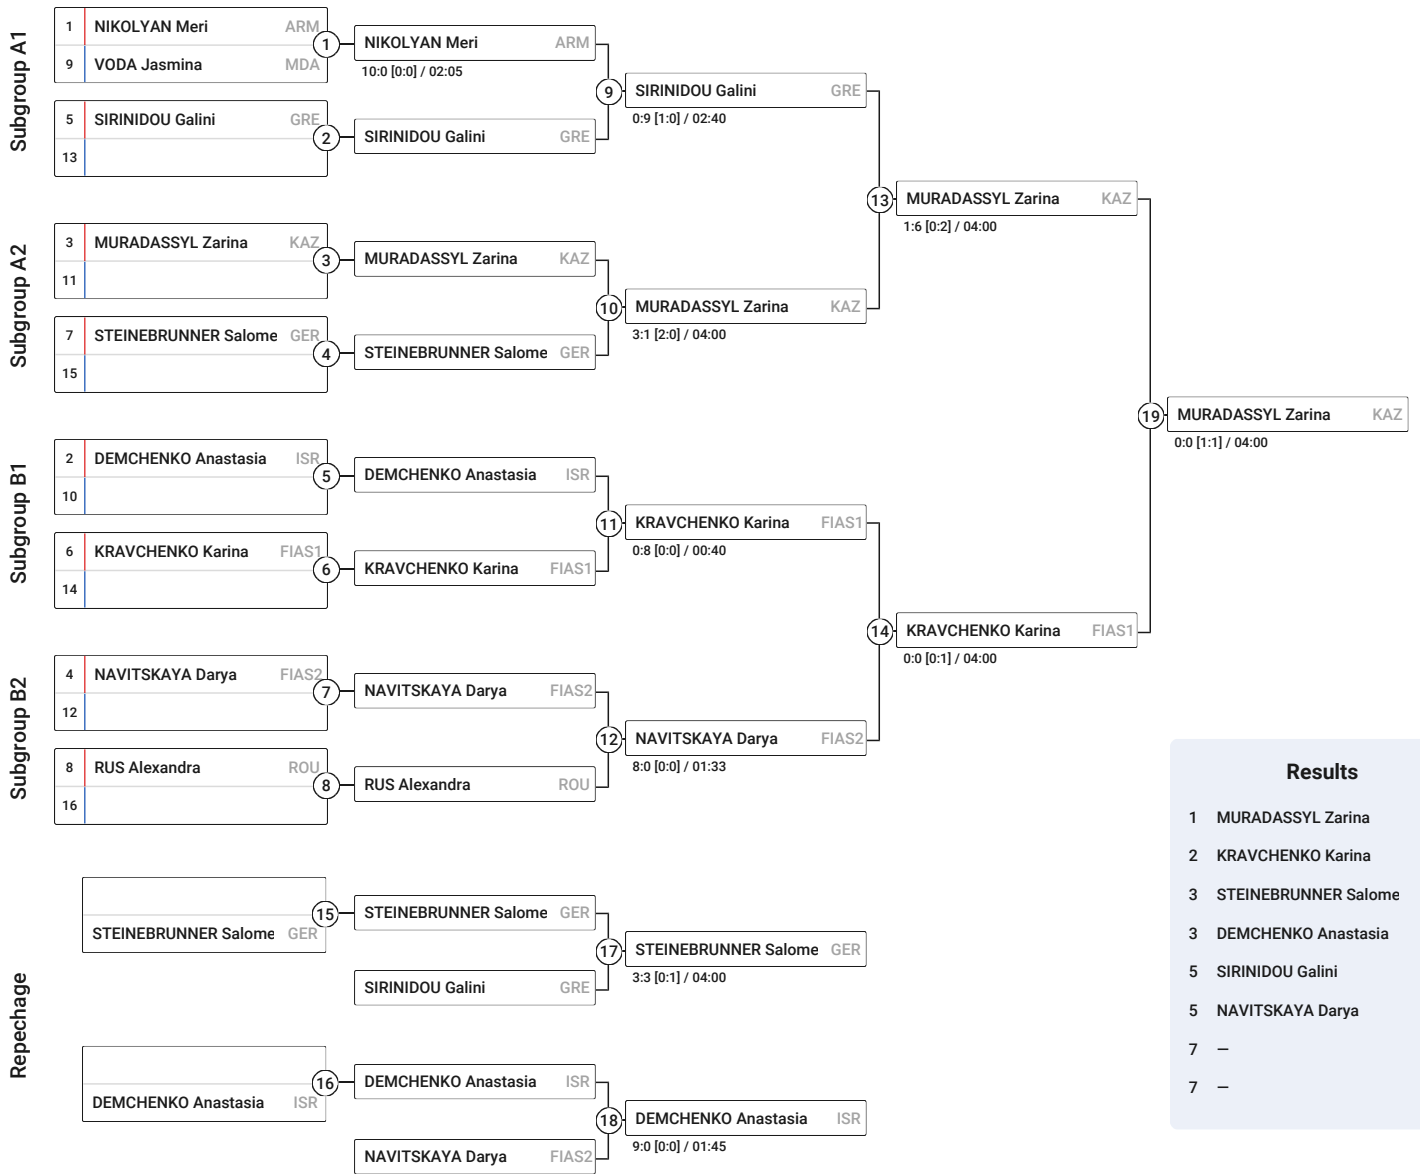 Subgroup A1
1 NIKOLYAN Meri ARM
9 VODA Jasmina MDA
1
5 SIRINIDOU Galini GRE
13
2
NIKOLYAN Meri ARM
10:0 [0:0] / 02:05
SIRINIDOU Galini GRE
9
SIRINIDOU Galini GRE
0:9 [1:0] / 02:40
Subgroup A2
3 MURADASSYL Zarina KAZ
11
3
7 STEINEBRUNNER Salome GER
15
4
MURADASSYL Zarina KAZ
STEINEBRUNNER Salome GER
10
MURADASSYL Zarina KAZ
3:1 [2:0] / 04:00
13
MURADASSYL Zarina KAZ
1:6 [0:2] / 04:00
Subgroup B1
2 DEMCHENKO Anastasia ISR
10
5
6 KRAVCHENKO Karina FIAS1
14
6
DEMCHENKO Anastasia ISR
KRAVCHENKO Karina FIAS1
11
KRAVCHENKO Karina FIAS1
0:8 [0:0] / 00:40
Subgroup B2
4 NAVITSKAYA Darya FIAS2
12
7
8 RUS Alexandra ROU
16
8
NAVITSKAYA Darya FIAS2
RUS Alexandra ROU
12
NAVITSKAYA Darya FIAS2
8:0 [0:0] / 01:33
14
KRAVCHENKO Karina FIAS1
0:0 [0:1] / 04:00
19
MURADASSYL Zarina KAZ
0:0 [1:1] / 04:00
Repechage
STEINEBRUNNER Salome GER
15
STEINEBRUNNER Salome GER
SIRINIDOU Galini GRE
17
STEINEBRUNNER Salome GER
3:3 [0:1] / 04:00
DEMCHENKO Anastasia ISR
16
DEMCHENKO Anastasia ISR
NAVITSKAYA Darya FIAS2
18
DEMCHENKO Anastasia ISR
9:0 [0:0] / 01:45
Results
1 MURADASSYL Zarina
2 KRAVCHENKO Karina
3 STEINEBRUNNER Salome
3 DEMCHENKO Anastasia
5 SIRINIDOU Galini
5 NAVITSKAYA Darya
7 —
7 —